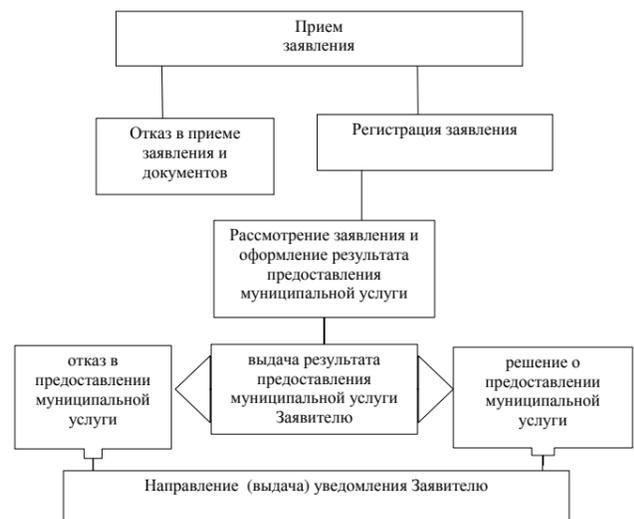 Прием
заявления
Отказ в приеме
заявления и
документов
Регистрация заявления
Рассмотрение заявления и
оформление результата
предоставления
муниципальной услуги
отказ в
предоставлении
муниципальной
услуги
выдача результата
предоставления
муниципальной услуги
Заявителю
решение о
предоставлении
муниципальной
услуги
Направление (выдача) уведомления Заявителю